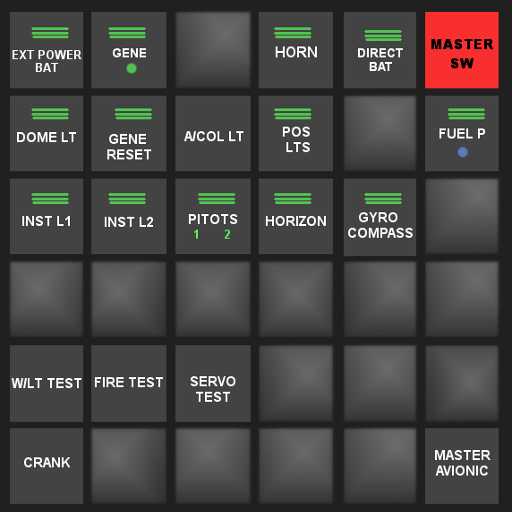 EXT POWER
BAT
GENE
HORN
DIRECT
BAT
MASTER
SW
DOME LT
GENE
RESET
A/COL LT
POS
LTS
FUEL P
INST L1
INST L2
PITOTS
1 2
HORIZON
GYRO
COMPASS
W/LT TEST
FIRE TEST
SERVO
TEST
CRANK
MASTER
AVIONIC